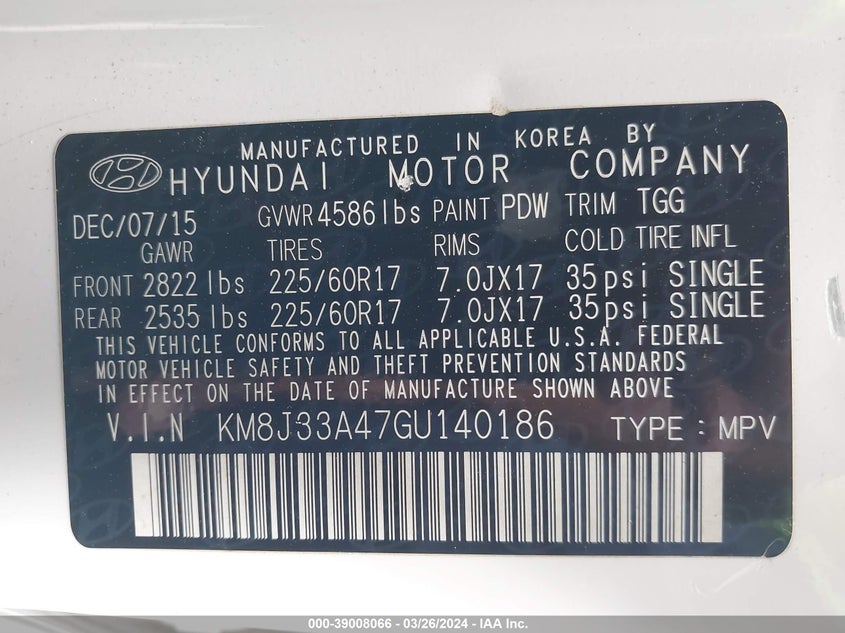 MANUFACTURED IN KOREA BY
HYUNDAI MOTOR COMPANY
DEC/07/15 GVWR 4586 lbs PAINT PDW TRIM TGG
GAWR TIRES RIMS COLD TIRE INFL
FRONT 2822 lbs 225/60R17 7.0JX17 35psi SINGLE
REAR 2535 lbs 225/60R17 7.0JX17 35psi SINGLE
THIS VEHICLE CONFORMS TO ALL APPLICABLE U.S.A. FEDERAL
MOTOR VEHICLE SAFETY AND THEFT PREVENTION STANDARDS
IN EFFECT ON THE DATE OF MANUFACTURE SHOWN ABOVE
V.I.N KM8J33A47GU140186 TYPE : MPV
000-39008066 - 03/26/2024 - IAA Inc.